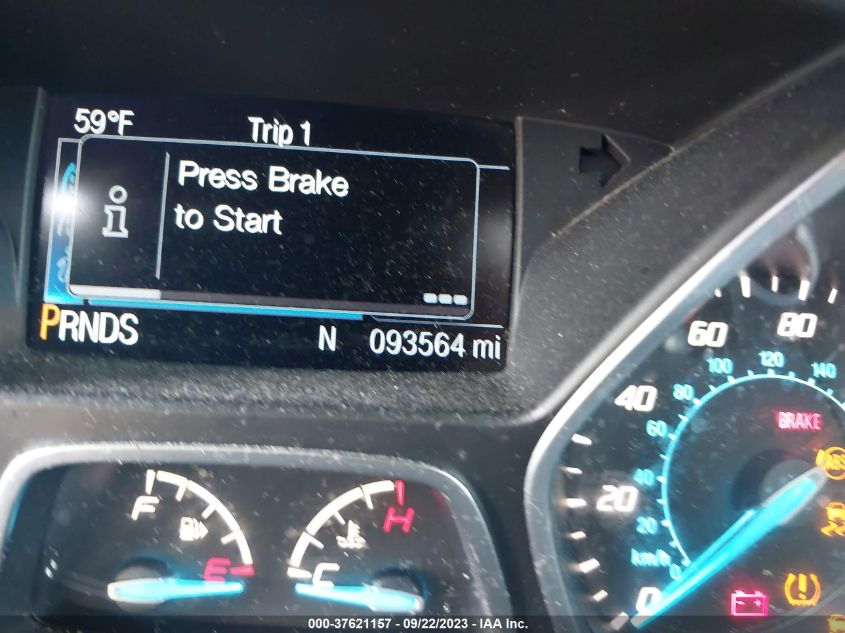 59°F Trip 1
i Press Brake
to Start
PRNDS N 093564 mi
60 80
100 120 140
40 80
60 BRAKE
ABS
F H 20 40
20
E C km/h
0 0
000-37621157 - 09/22/2023 - IAA Inc.